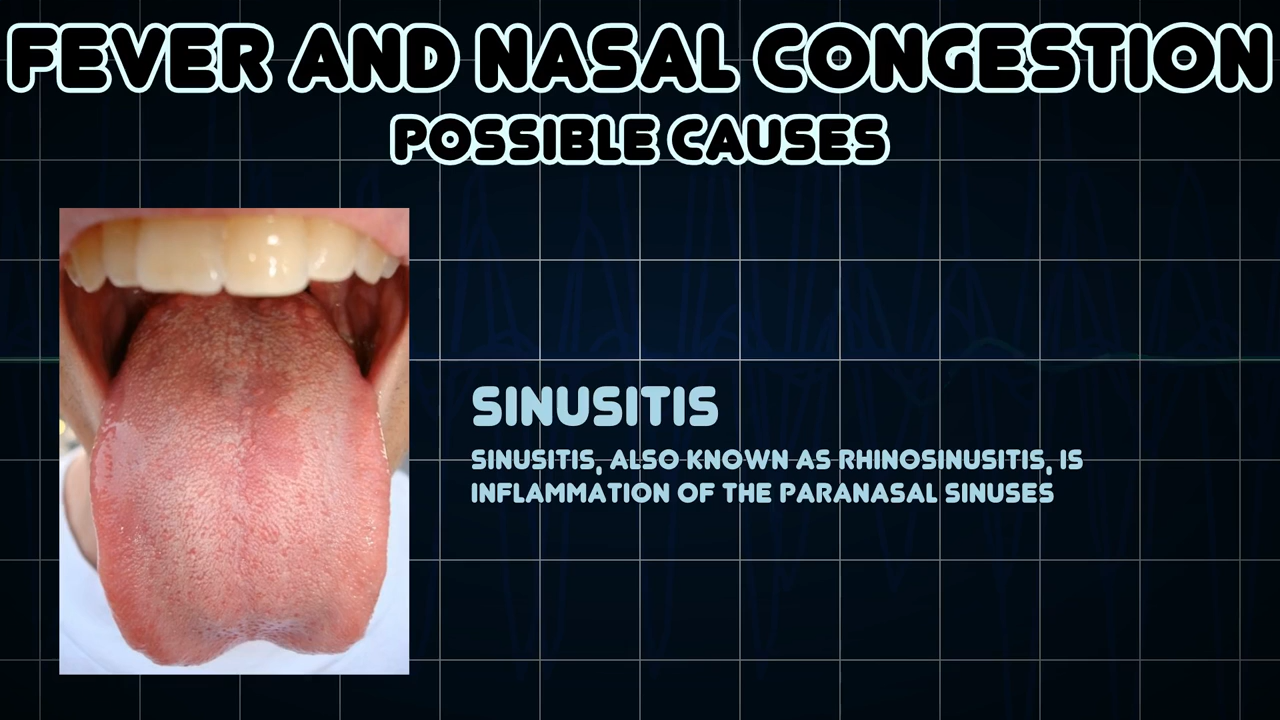 FEVER AND NASAL CONGESTION
POSSIBLE CAUSES
SINUSITIS
SINUSITIS, ALSO KNOWN AS RHINOSINUSITIS, IS
INFLAMMATION OF THE PARANASAL SINUSES